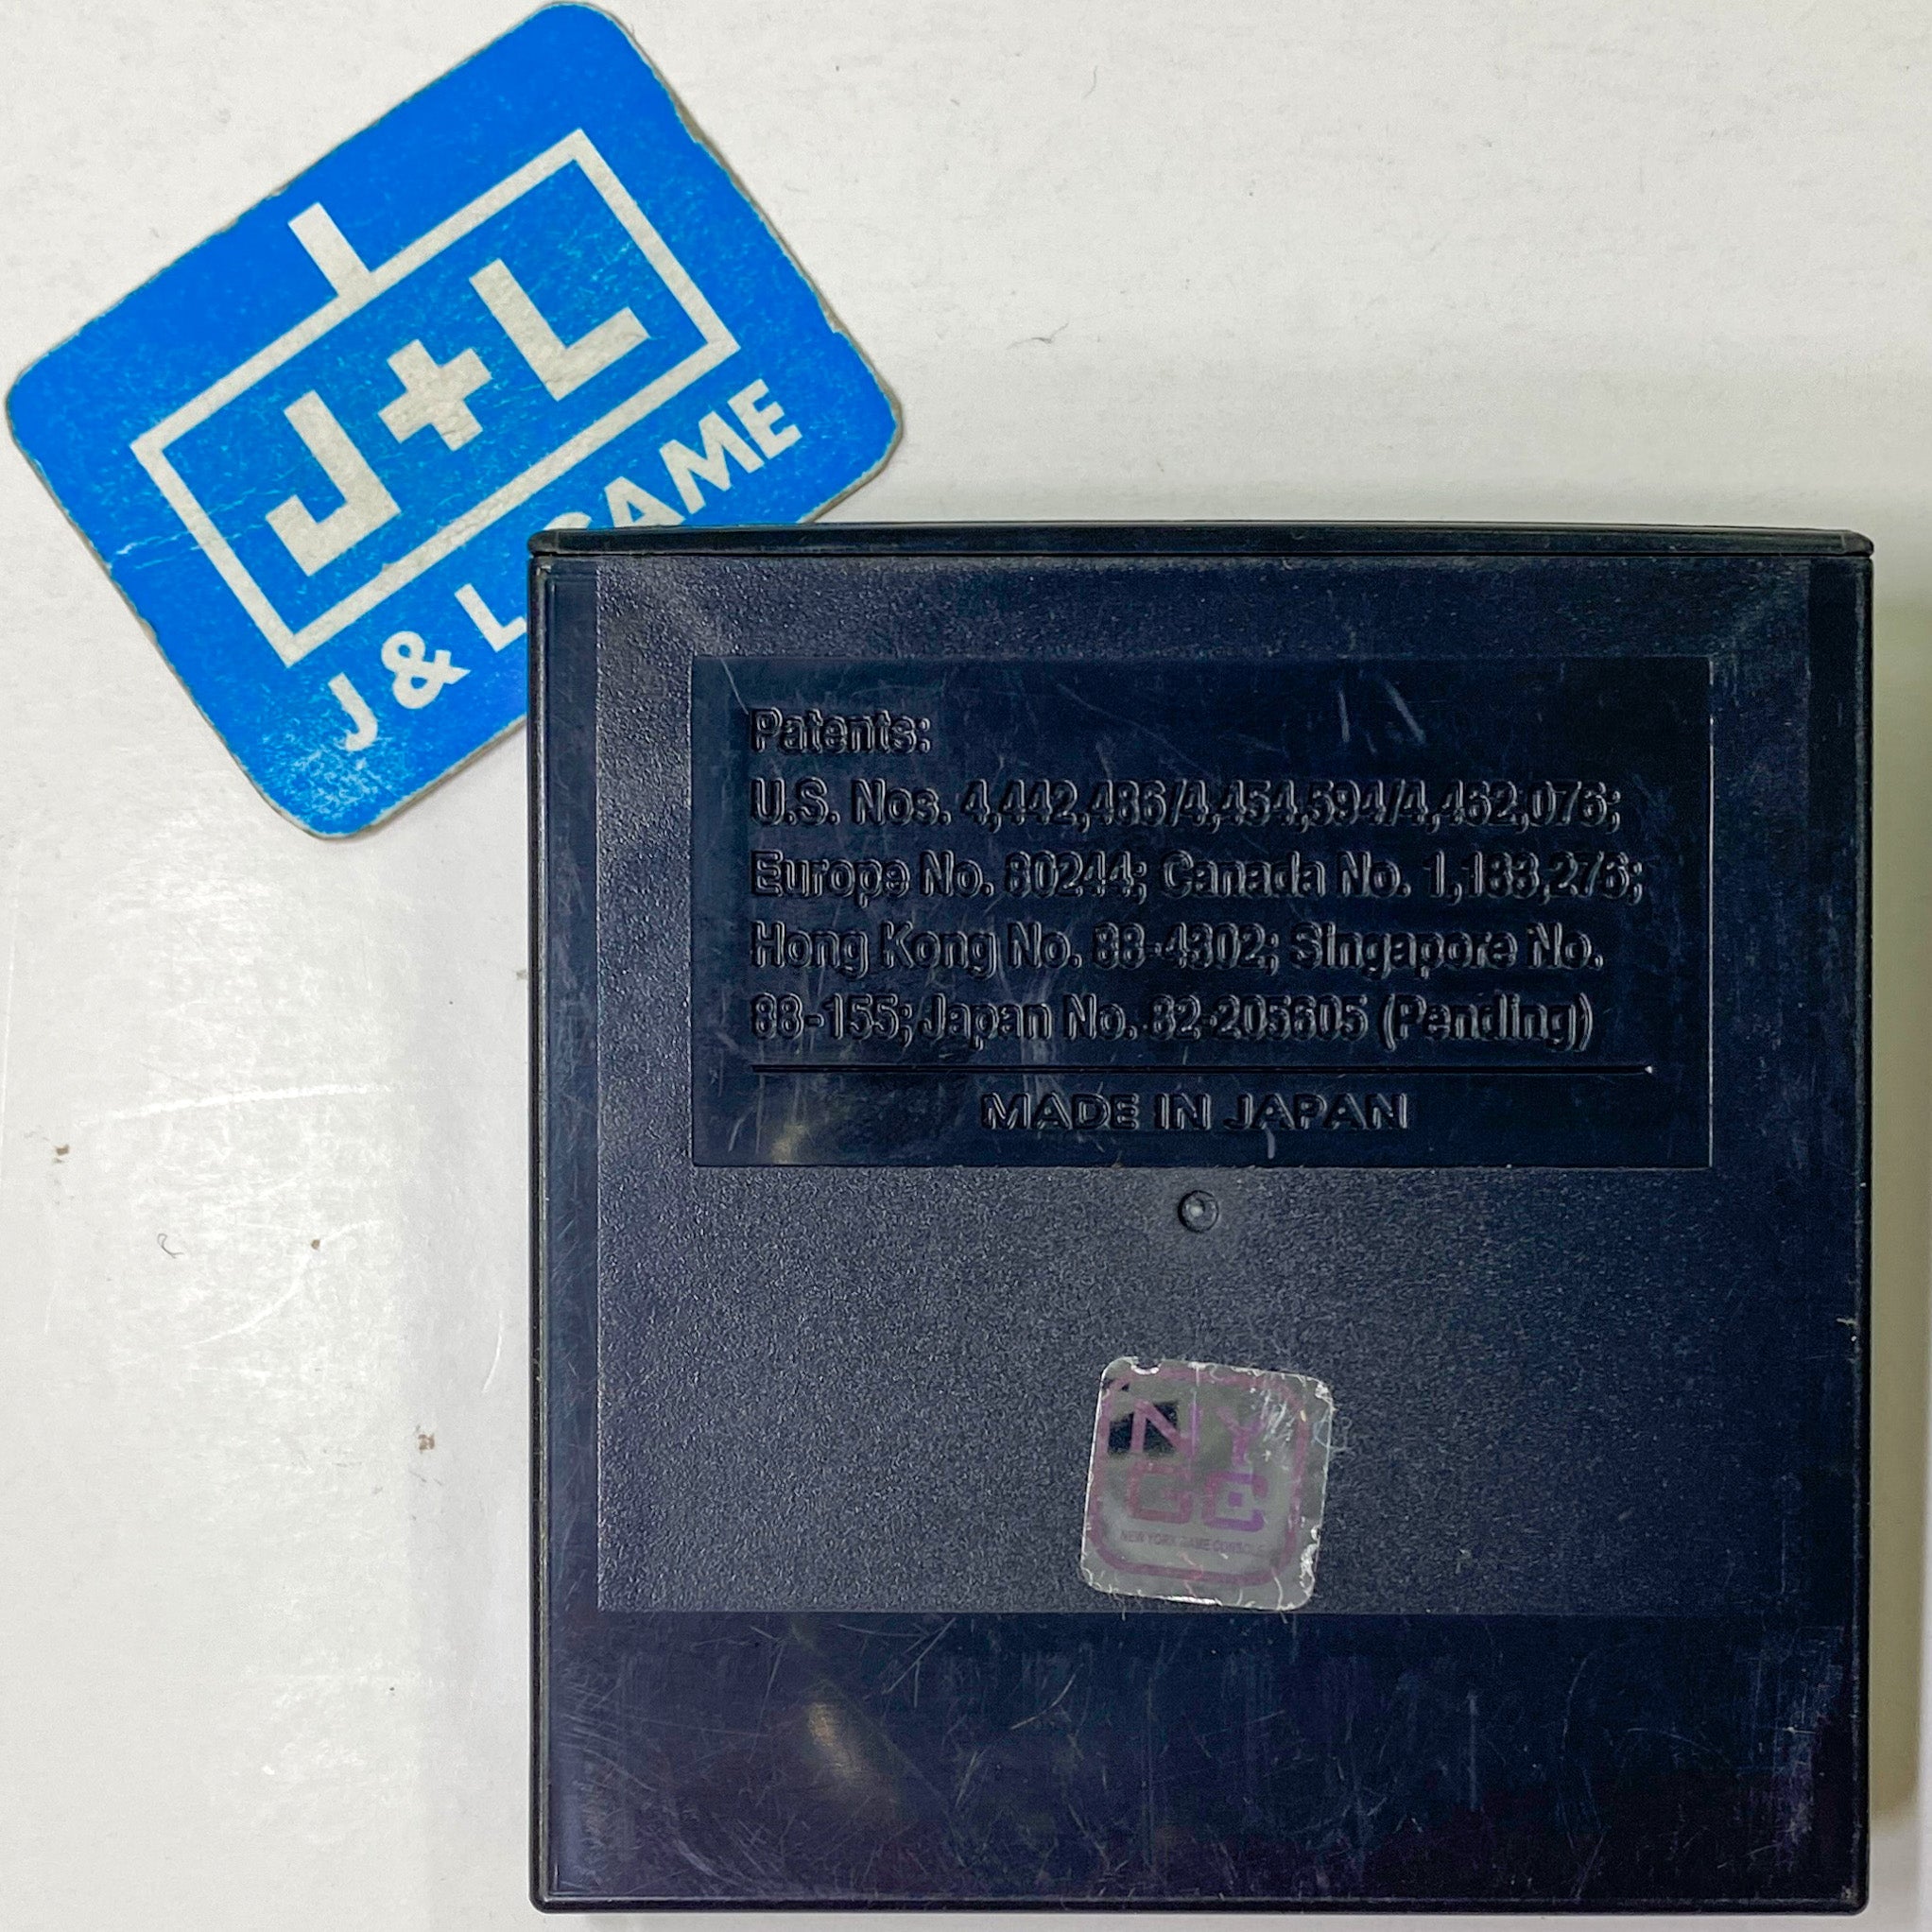 J+L
J & L GAME
Patents:
U.S. Nos. 4,442,486/4,454,594/4,462,076;
Europe No. 80244; Canada No. 1,183,276;
Hong Kong No. 88-4302; Singapore No.
88-155; Japan No. 82-205605 (Pending)
MADE IN JAPAN
NY
GC
NEW YORK GAME CONSOLE